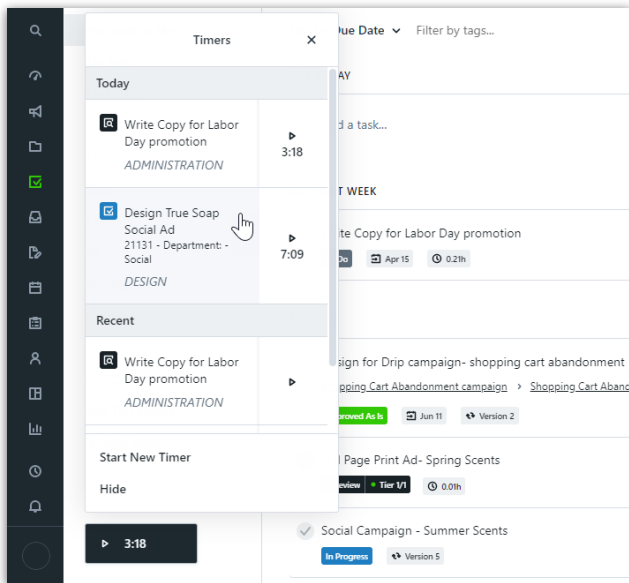 Timers
Today
Write Copy for Labor
Day promotion
ADMINISTRATION
3:18
Design True Soap
Social Ad
21131 - Department: -
Social
DESIGN
7:09
Recent
Write Copy for Labor
Day promotion
ADMINISTRATION
Start New Timer
Hide
3:18
Due Date Filter by tags...
AY
d a task...
T WEEK
te Copy for Labor Day promotion
Do Apr 15 0.21h
sign for Drip campaign- shopping cart abandonment
pping Cart Abandonment campaign > Shopping Cart Aband
proved As Is Jun 11 Version 2
l Page Print Ad- Spring Scents
eview • Tier 1/1 0.01h
Social Campaign - Summer Scents
In Progress Version 5